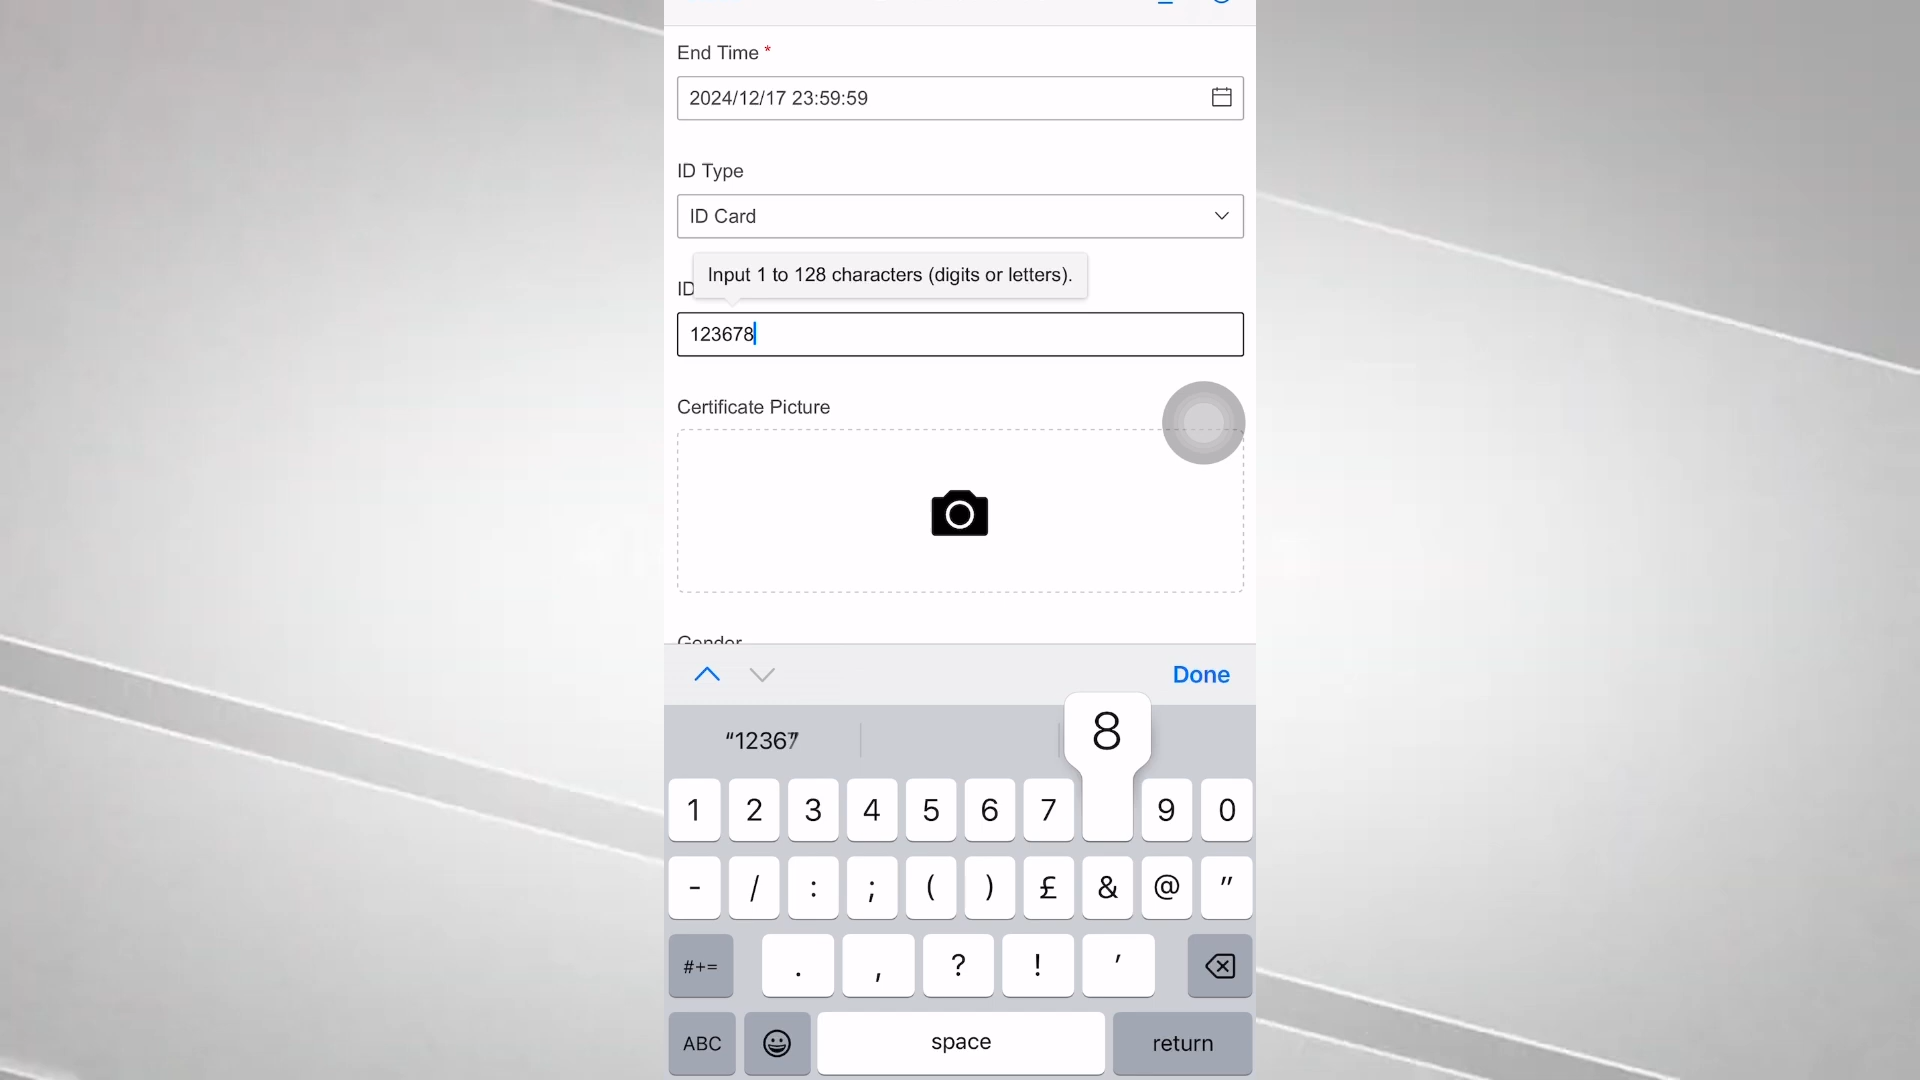 End Time *
2024/12/17 23:59:59
ID Type
ID Card
Input 1 to 128 characters (digits or letters).
ID
123678
Certificate Picture
Gender
Done
“12367
8
1 2 3 4 5 6 7 9 0
- / : ; ( ) £ & @ "
#+= . , ? ! '
ABC space return